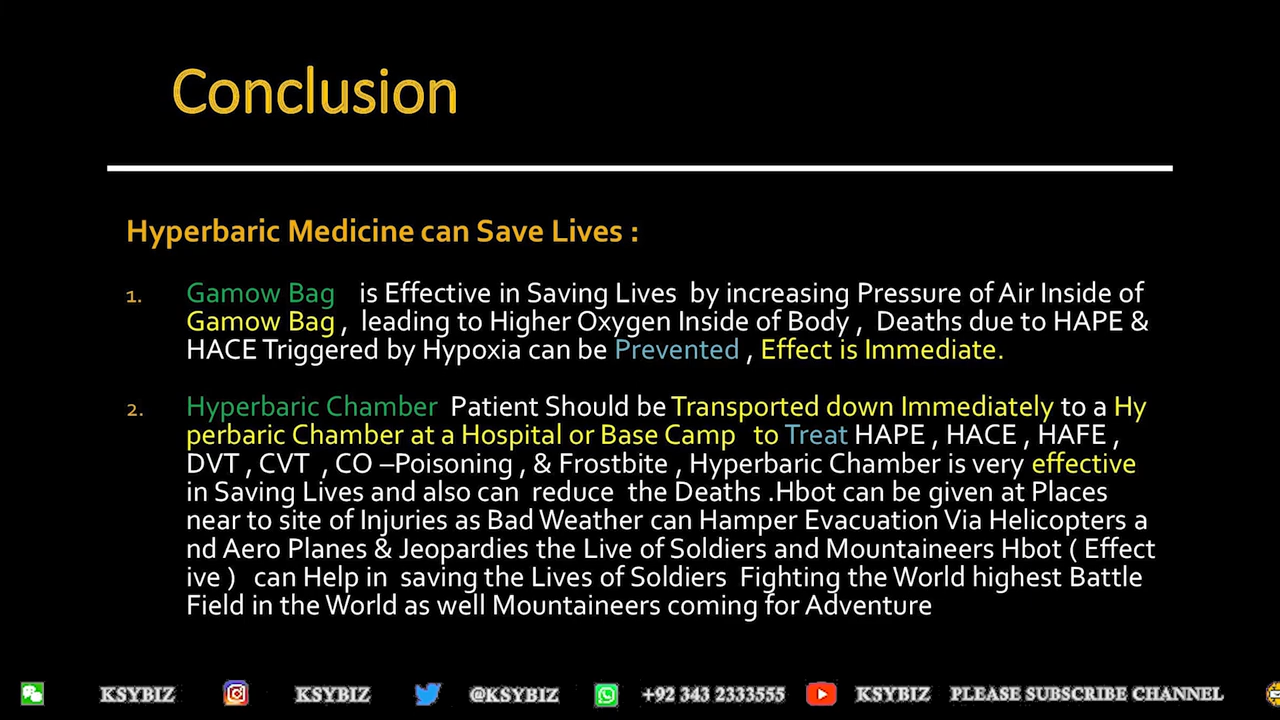 Conclusion
Hyperbaric Medicine can Save Lives :
1. Gamow Bag is Effective in Saving Lives by increasing Pressure of Air Inside of
Gamow Bag , leading to Higher Oxygen Inside of Body , Deaths due to HAPE &
HACE Triggered by Hypoxia can be Prevented , Effect is Immediate.
2. Hyperbaric Chamber Patient Should be Transported down Immediately to a Hy
perbaric Chamber at a Hospital or Base Camp to Treat HAPE , HACE , HAFE ,
DVT , CVT , CO –Poisoning , & Frostbite , Hyperbaric Chamber is very effective
in Saving Lives and also can reduce the Deaths .Hbot can be given at Places
near to site of Injuries as Bad Weather can Hamper Evacuation Via Helicopters a
nd Aero Planes & Jeopardies the Live of Soldiers and Mountaineers Hbot ( Effect
ive ) can Help in saving the Lives of Soldiers Fighting the World highest Battle
Field in the World as well Mountaineers coming for Adventure
KSYBIZ KSYBIZ @KSYBIZ +92 343 2333555 KSYBIZ PLEASE SUBSCRIBE CHANNEL